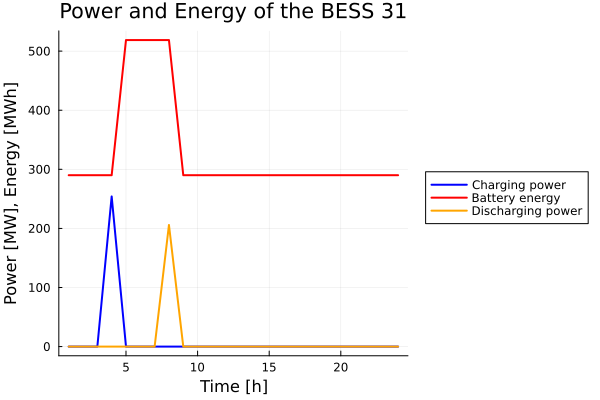 Power and Energy of the BESS 31
Power [MW], Energy [MWh]
500
400
300
200
100
0
5
10
15
20
Time [h]
Charging power
Battery energy
Discharging power